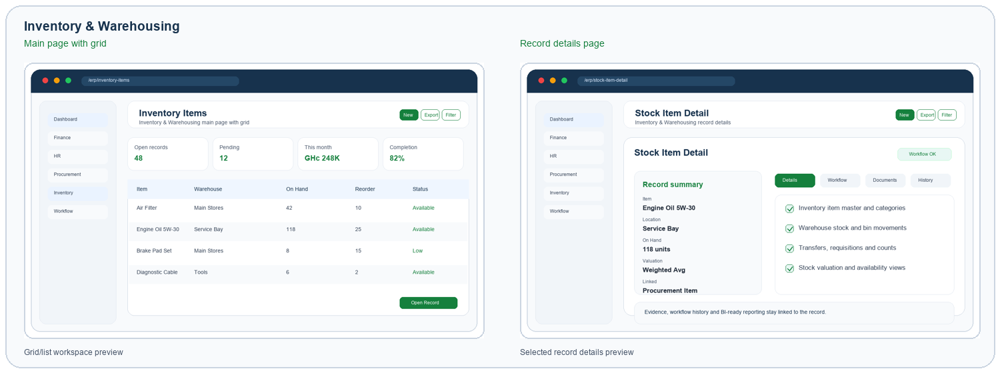 Inventory & Warehousing
Main page with grid
/erp/inventory-items
Dashboard
Finance
HR
Procurement
Inventory
Workflow
Inventory Items
Inventory & Warehousing main page with grid
New Export Filter
Open records Pending This month Completion
48 12 GHc 248K 82%
Item Warehouse On Hand Reorder Status
Air Filter Main Stores 42 10 Available
Engine Oil 5W-30 Service Bay 118 25 Available
Brake Pad Set Main Stores 8 15 Low
Diagnostic Cable Tools 6 2 Available
Open Record
Grid/list workspace preview
Record details page
/erp/stock-item-detail
Dashboard
Finance
HR
Procurement
Inventory
Workflow
Stock Item Detail
Inventory & Warehousing record details
New Export Filter
Stock Item Detail
Workflow OK
Record summary
Item
Engine Oil 5W-30
Location
Service Bay
On Hand
118 units
Valuation
Weighted Avg
Linked
Procurement Item
Details Workflow Documents History
Inventory item master and categories
Warehouse stock and bin movements
Transfers, requisitions and counts
Stock valuation and availability views
Evidence, workflow history and BI-ready reporting stay linked to the record.
Selected record details preview